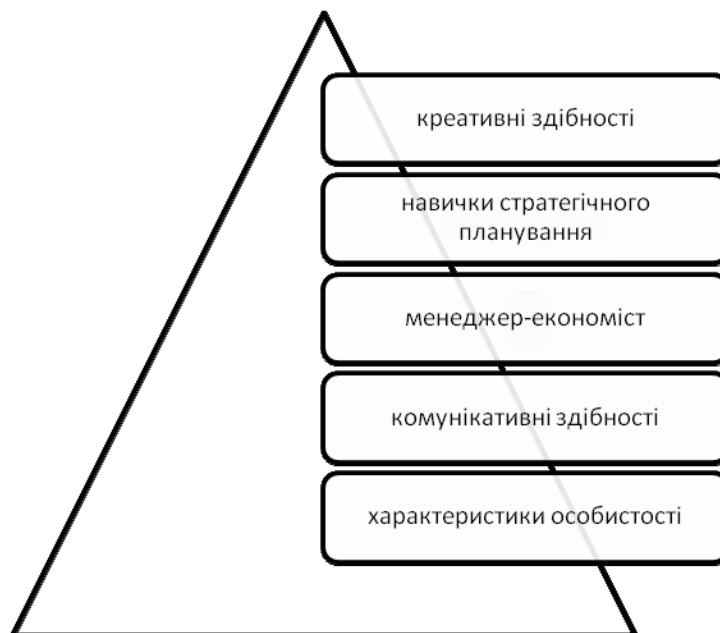 креативні здібності
навички стратегічного
планування
менеджер-економіст
комунікативні здібності
характеристики особистості